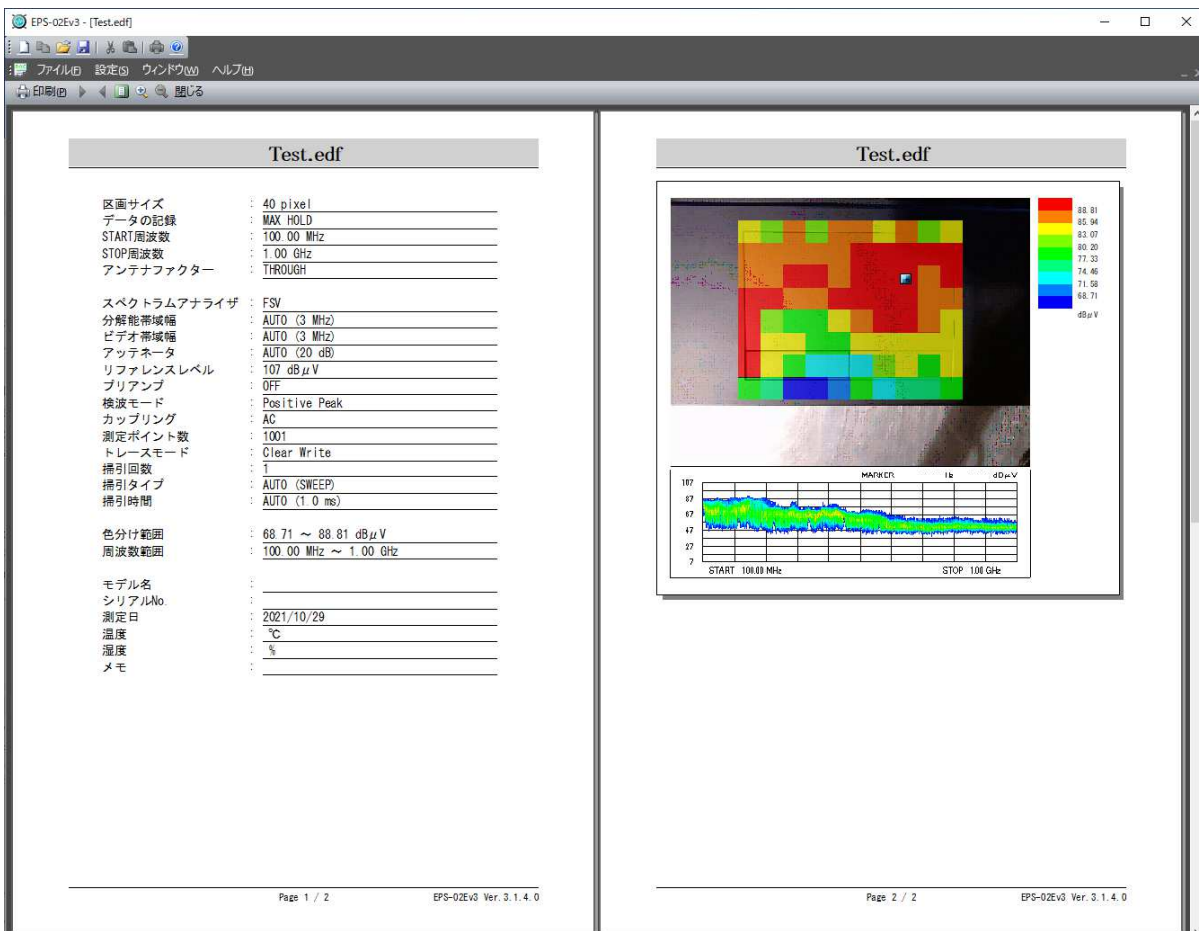 EPS-02Ev3 - [Test.edf]
ファイル(F) 設定(S) ウィンドウ(W) ヘルプ(H)
印刷(P) 閉じる
Test.edf
区画サイズ : 40 pixel
データの記録 : MAX HOLD
START周波数 : 100.00 MHz
STOP周波数 : 1.00 GHz
アンテナファクター : THROUGH
スペクトラムアナライザ : FSV
分解能帯域幅 : AUTO (3 MHz)
ビデオ帯域幅 : AUTO (3 MHz)
アッテネータ : AUTO (20 dB)
リファレンスレベル : 107 dBμV
プリアンプ : OFF
検波モード : Positive Peak
カップリング : AC
測定ポイント数 : 1001
トレースモード : Clear Write
掃引回数 : 1
掃引タイプ : AUTO (SWEEP)
掃引時間 : AUTO (1.0 ms)
色分け範囲 : 68.71 ~ 88.81 dBμV
周波数範囲 : 100.00 MHz ~ 1.00 GHz
モデル名 :
シリアルNo. :
測定日 : 2021/10/29
温度 : ℃
湿度 : %
メモ :
Page 1 / 2 EPS-02Ev3 Ver.3.1.4.0
Test.edf
88.81
85.94
83.07
80.20
77.33
74.46
71.58
68.71
dBμV
MARKER
107
87
67
47
27
7
START 100.00 MHz STOP 1.00 GHz
Page 2 / 2 EPS-02Ev3 Ver.3.1.4.0